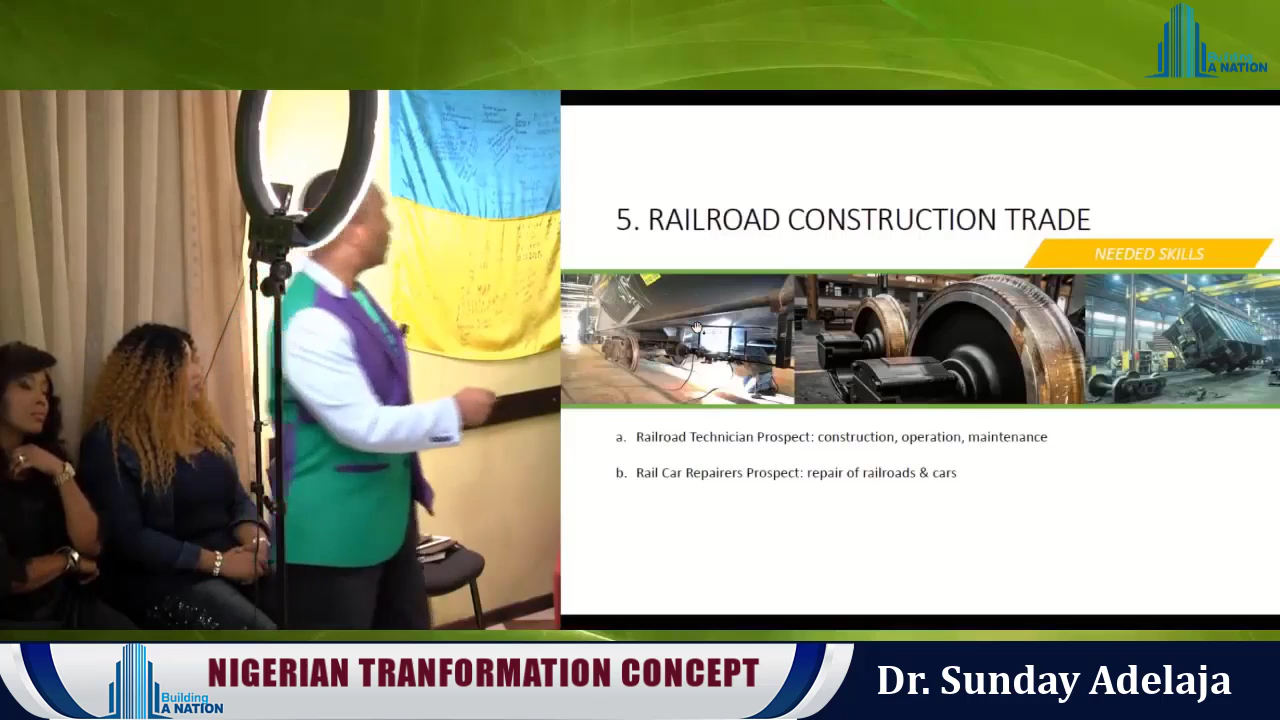 Building
A NATION
5. RAILROAD CONSTRUCTION TRADE
NEEDED SKILLS
a. Railroad Technician Prospect: construction, operation, maintenance
b. Rail Car Repairers Prospect: repair of railroads & cars
Building
A NATION
NIGERIAN TRANFORMATION CONCEPT
Dr. Sunday Adelaja